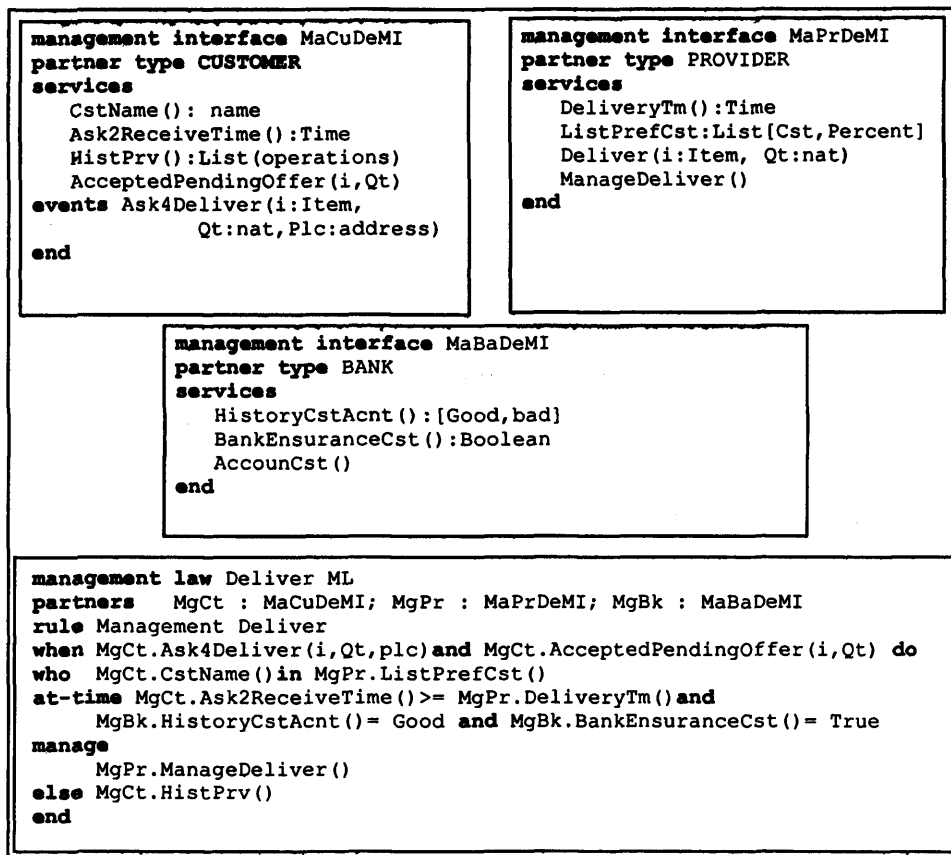 management interface MaCuDeMI
partner type CUSTOMER
services
CstName(): name
Ask2ReceiveTime():Time
HistPrv():List(operations)
AcceptedPendingOffer(i,Qt)
events Ask4Deliver(i:Item,
Qt:nat,Plc:address)
end
management interface MaPrDeMI
partner type PROVIDER
services
DeliveryTm():Time
ListPrefCst:List[Cst,Percent]
Deliver(i:Item, Qt:nat)
ManageDeliver()
end
management interface MaBaDeMI
partner type BANK
services
HistoryCstAcnt():[Good,bad]
BankEnsuranceCst():Boolean
AccounCst()
end
management law Deliver ML
partners MgCt : MaCuDeMI; MgPr : MaPrDeMI; MgBk : MaBaDeMI
rule Management Deliver
when MgCt.Ask4Deliver(i,Qt,plc)and MgCt.AcceptedPendingOffer(i,Qt) do
who MgCt.CstName()in MgPr.ListPrefCst()
at-time MgCt.Ask2ReceiveTime()>= MgPr.DeliveryTm()and
MgBk.HistoryCstAcnt()= Good and MgBk.BankEnsuranceCst()= True
manage
MgPr.ManageDeliver()
else MgCt.HistPrv()
end